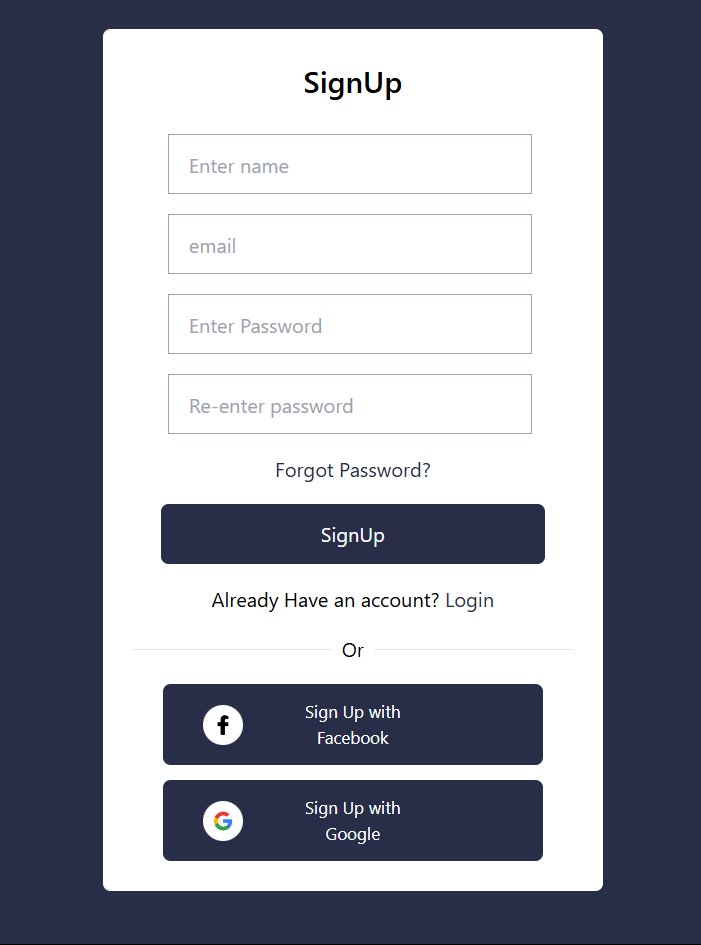 SignUp
Enter name
email
Enter Password
Re-enter password
Forgot Password?
SignUp
Already Have an account? Login
Or
Sign Up with
Facebook
Sign Up with
Google